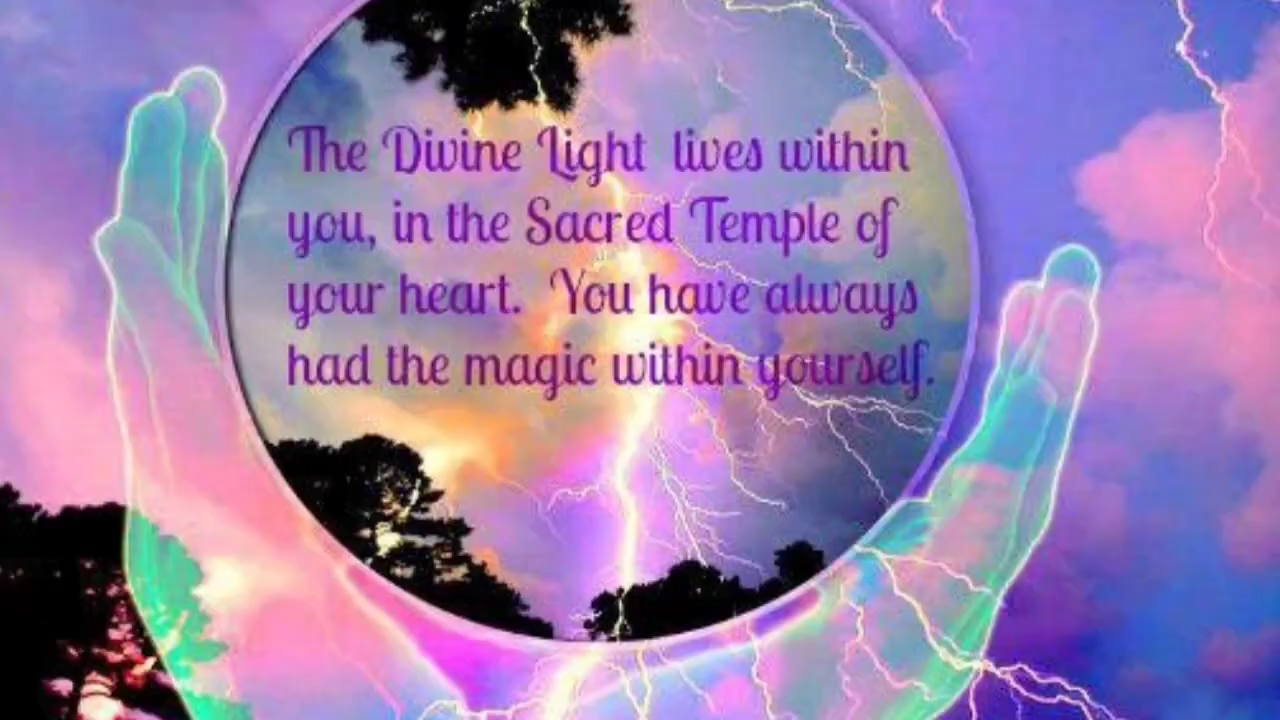 The Divine Light lives within
you, in the Sacred Temple of
your heart. You have always
had the magic within yourself.